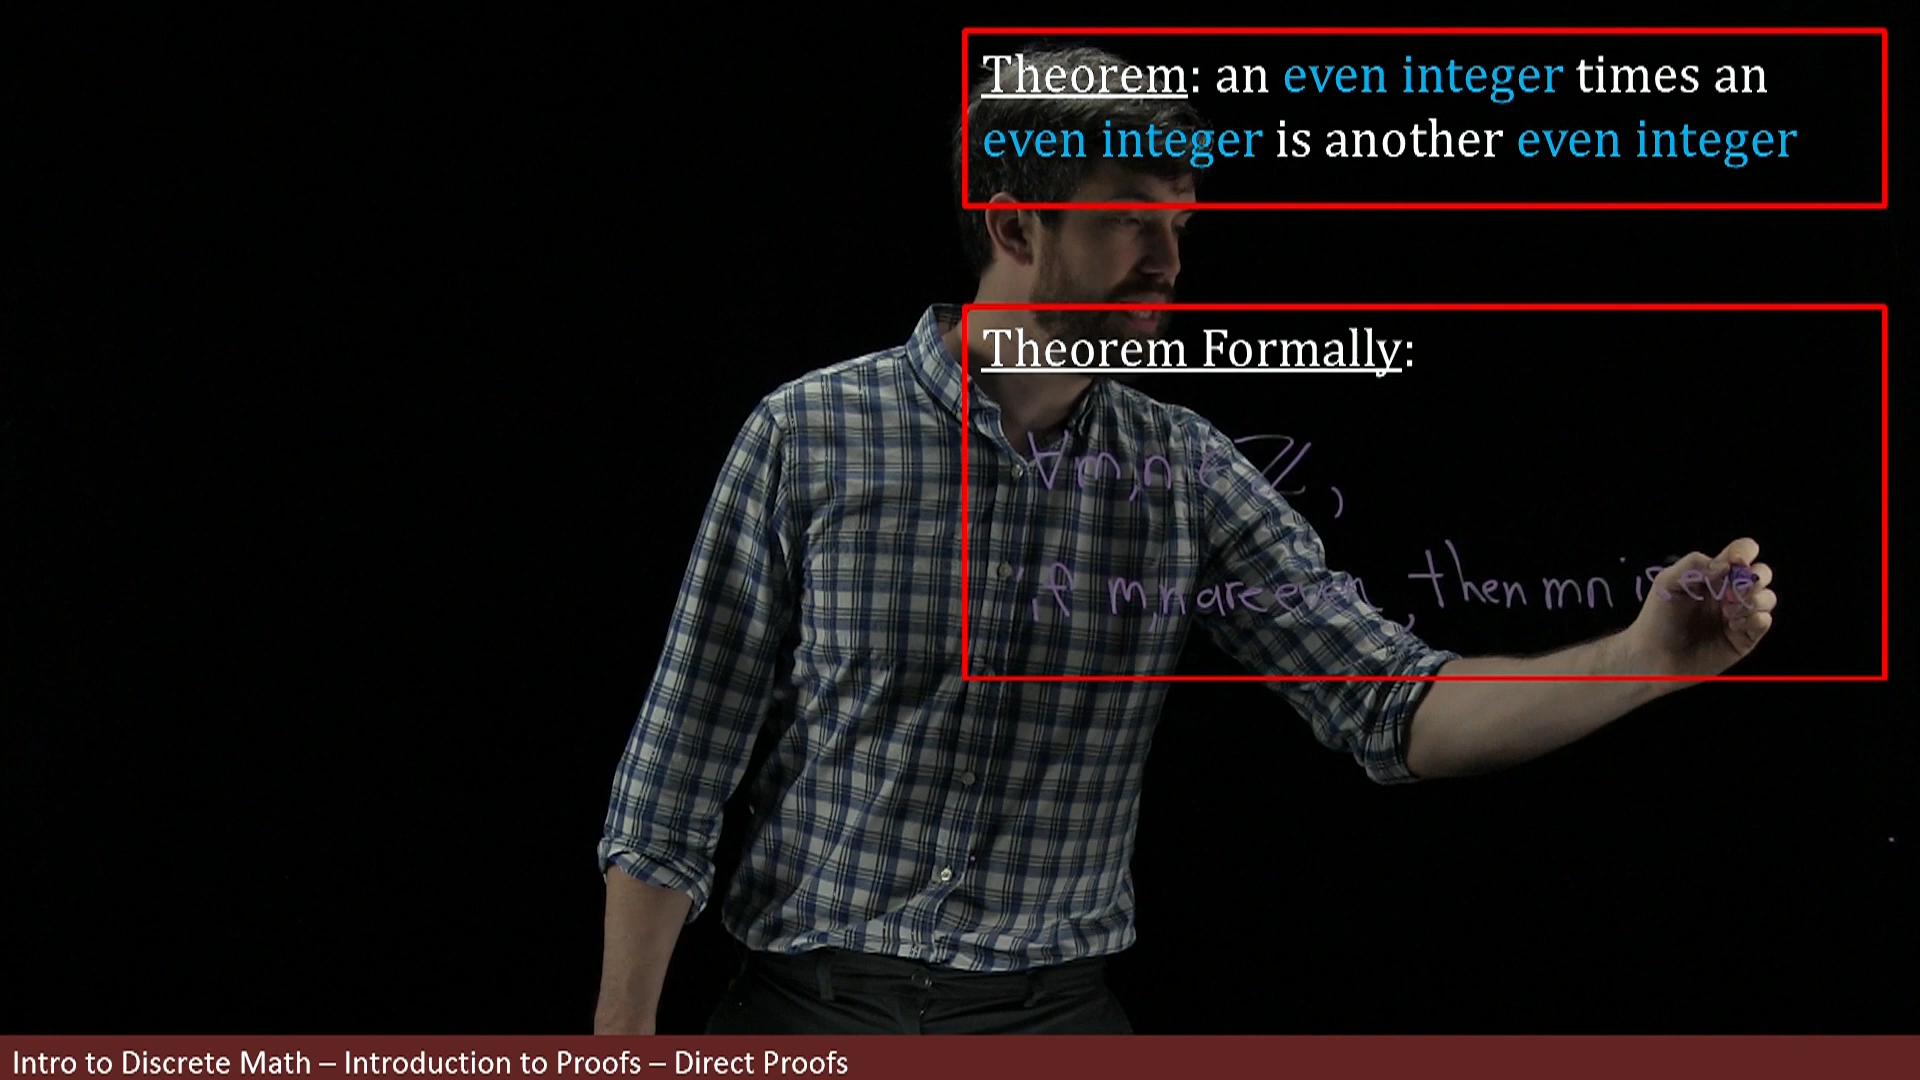 Theorem: an even integer times an
even integer is another even integer
Theorem Formally:
∀m,n ∈ ℤ,
if m,n are even, then mn is eve
Intro to Discrete Math – Introduction to Proofs – Direct Proofs